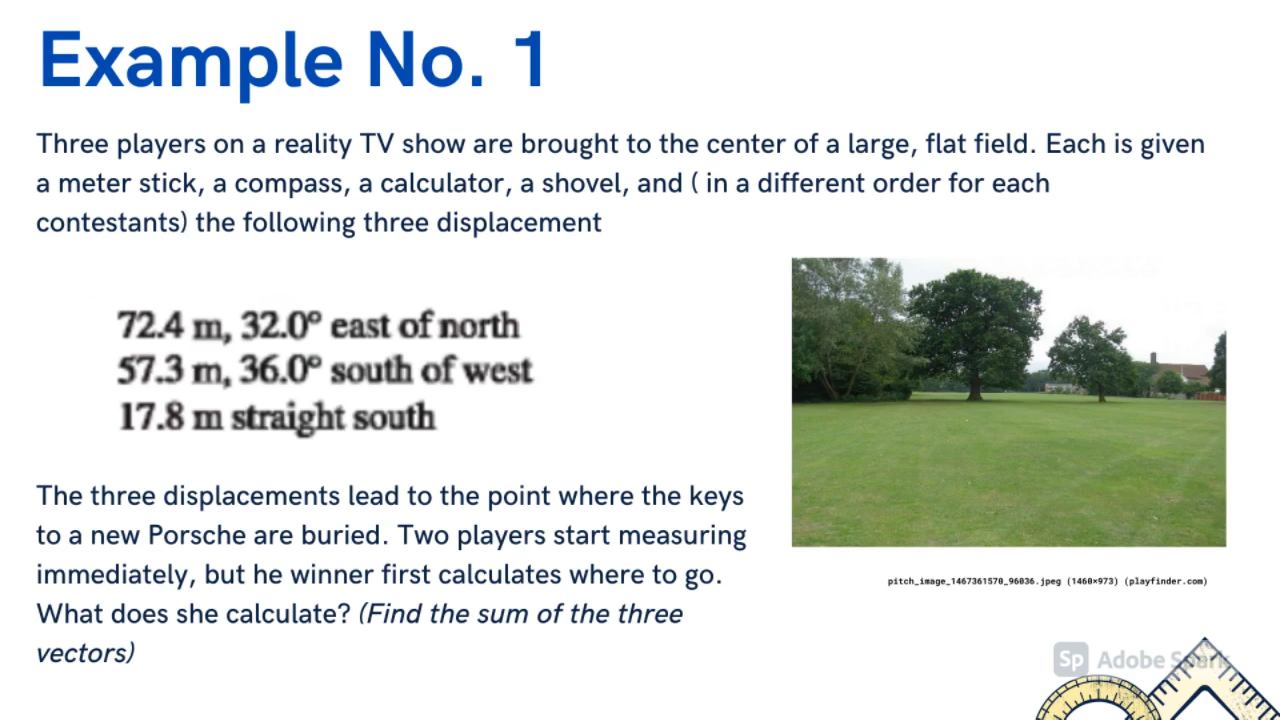 Example No. 1
Three players on a reality TV show are brought to the center of a large, flat field. Each is given
a meter stick, a compass, a calculator, a shovel, and ( in a different order for each
contestants) the following three displacement
72.4 m, 32.0° east of north
57.3 m, 36.0° south of west
17.8 m straight south
The three displacements lead to the point where the keys
to a new Porsche are buried. Two players start measuring
immediately, but he winner first calculates where to go.
What does she calculate? (Find the sum of the three
vectors)
pitch_image_1467361570_96036.jpeg (1460×973) (playfinder.com)
Sp Adobe Spark